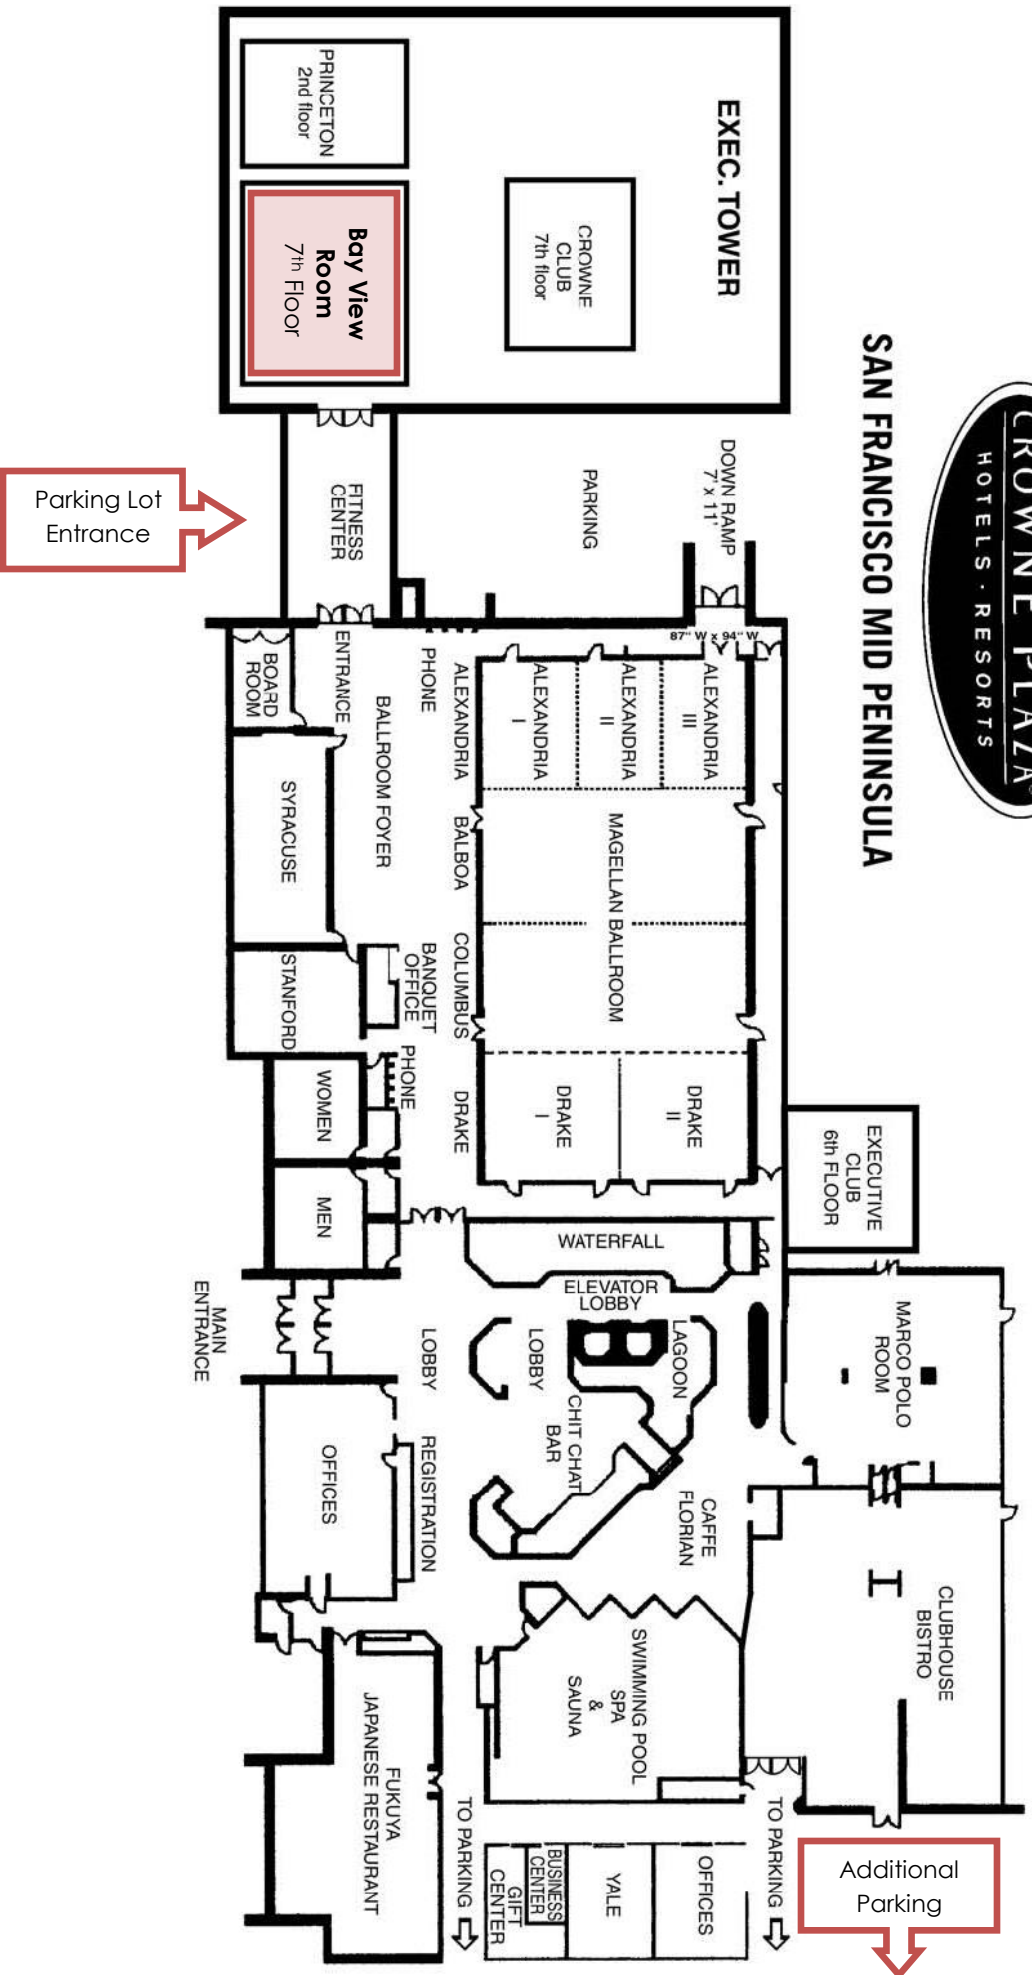 CROWNE PLAZA
HOTELS · RESORTS
SAN FRANCISCO MID PENINSULA
EXEC. TOWER
PRINCETON
2nd floor
Bay View
Room
7th Floor
CROWNE
CLUB
7th floor
Parking Lot
Entrance
FITNESS
CENTER
PARKING
DOWN RAMP
7' x 11'
87" W x 94" W
BOARD
ROOM
ENTRANCE
PHONE
BALLROOM FOYER
ALEXANDRIA
BALBOA
COLUMBUS
DRAKE
ALEXANDRIA
I
ALEXANDRIA
II
ALEXANDRIA
III
MAGELLAN BALLROOM
SYRACUSE
STANFORD
BANQUET
OFFICE
PHONE
WOMEN
MEN
DRAKE
I
DRAKE
II
EXECUTIVE
CLUB
6th FLOOR
WATERFALL
ELEVATOR
LOBBY
MAIN
ENTRANCE
LOBBY
LOBBY
LAGOON
CHIT CHAT
BAR
MARCO POLO
ROOM
OFFICES
REGISTRATION
CAFFE
FLORIAN
CLUBHOUSE
BISTRO
SWIMMING POOL
SPA
&
SAUNA
FUKUYA
JAPANESE RESTAURANT
TO PARKING
TO PARKING
BUSINESS
CENTER
GIFT
CENTER
YALE
OFFICES
Additional
Parking